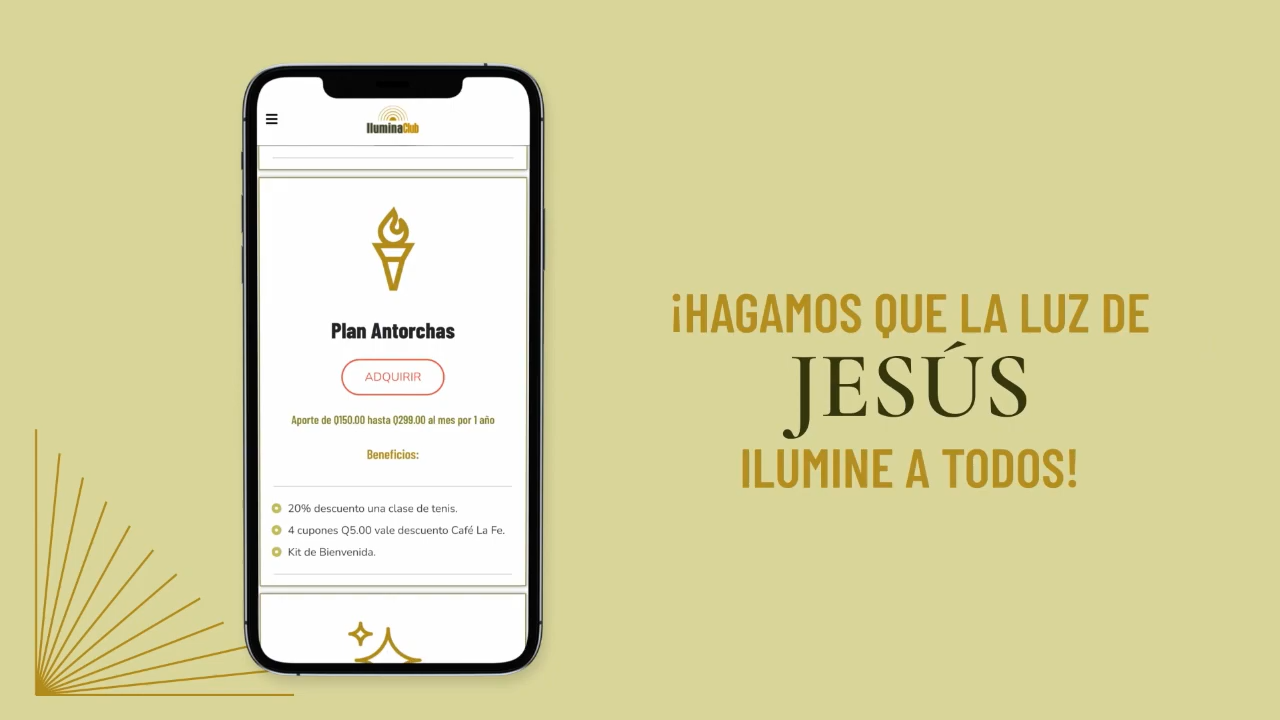 IluminaClub
Plan Antorchas
ADQUIRIR
Aporte de Q150.00 hasta Q299.00 al mes por 1 año
Beneficios:
20% descuento una clase de tenis.
4 cupones Q5.00 vale descuento Café La Fe.
Kit de Bienvenida.
¡HAGAMOS QUE LA LUZ DE
JESÚS
ILUMINE A TODOS!